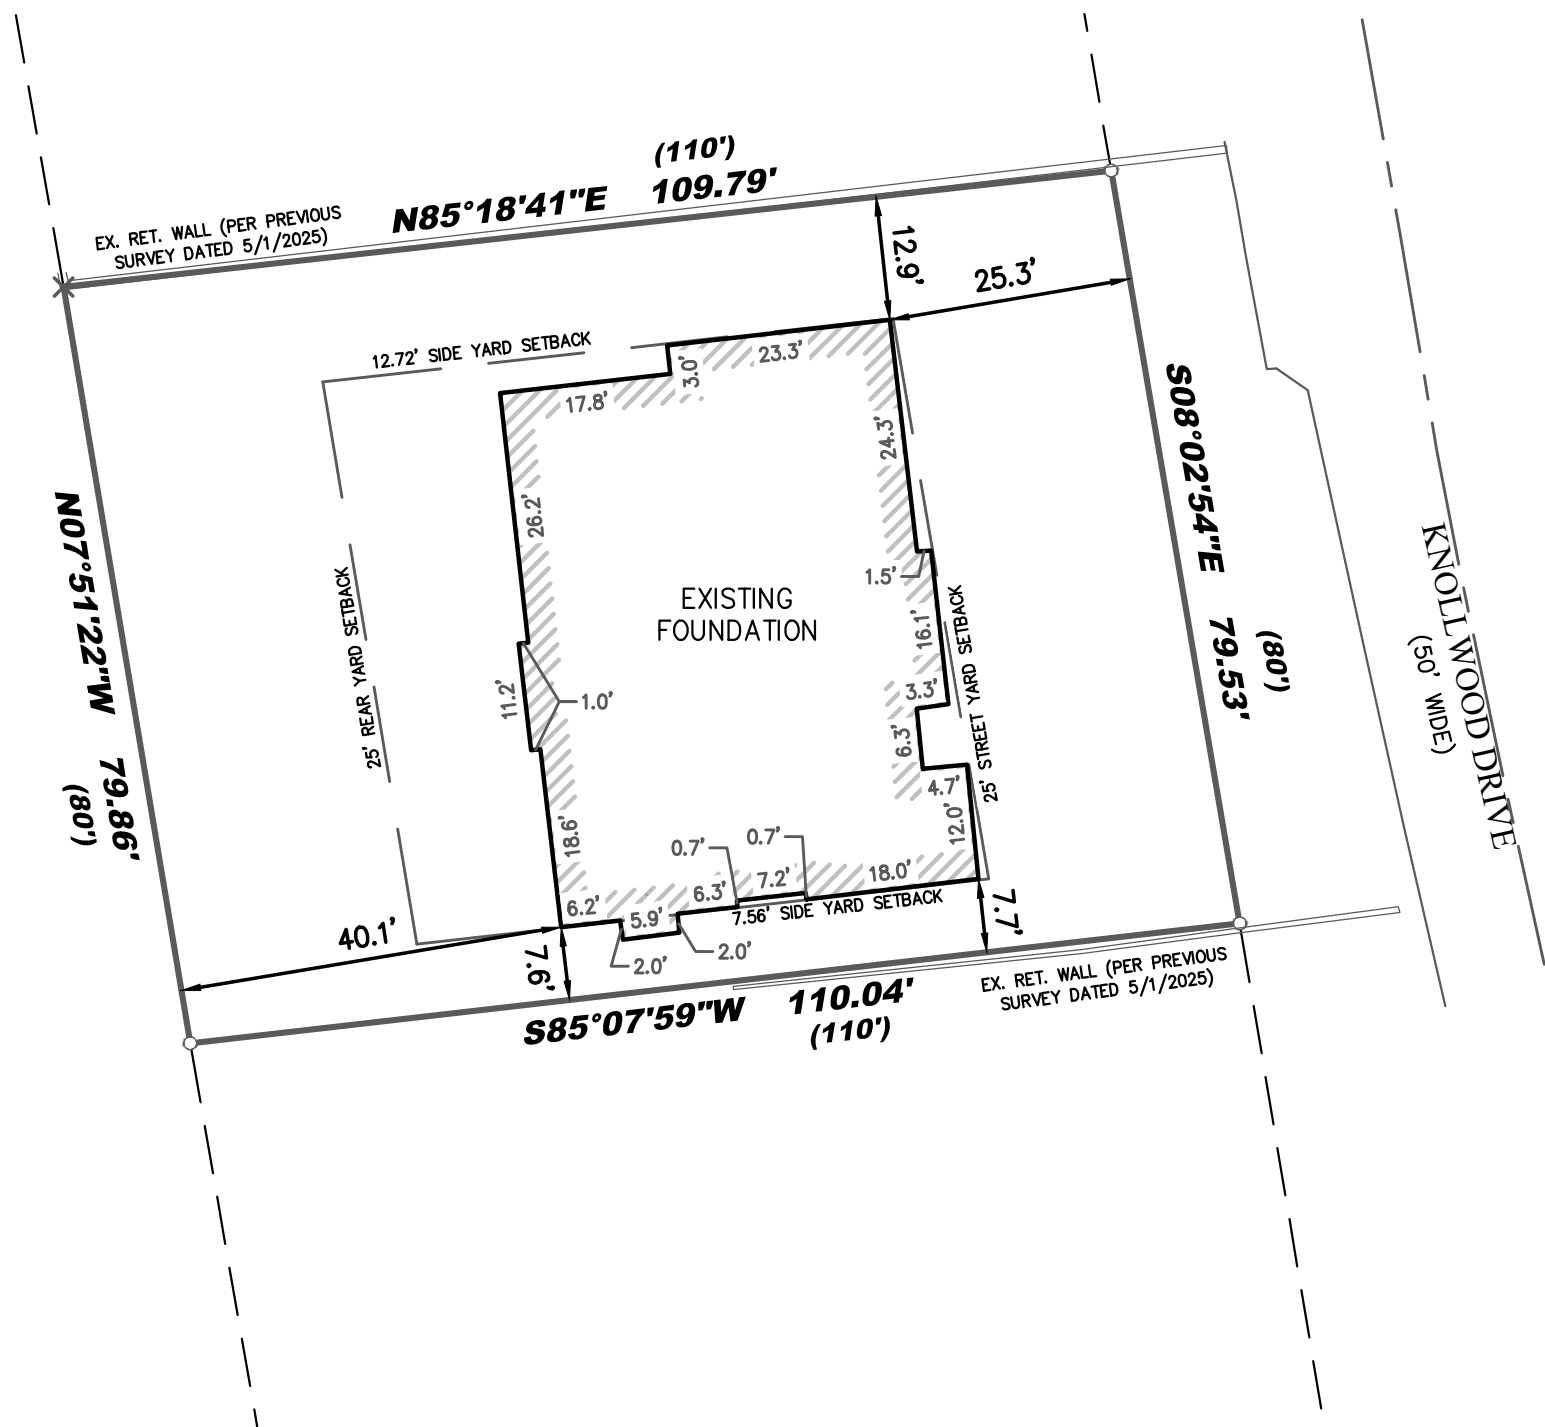 (110')
N85°18'41"E 109.79'
EX. RET. WALL (PER PREVIOUS
SURVEY DATED 5/1/2025)
12.9'
25.3'
12.72' SIDE YARD SETBACK
23.3'
3.0'
17.8'
24.3'
26.2'
S08°02'54"E 79.53'
(80')
N07°51'22"W 79.86'
(80')
25' REAR YARD SETBACK
EXISTING
FOUNDATION
1.5'
16.1'
25' STREET YARD SETBACK
KNOLLWOOD DRIVE
(50' WIDE)
11.2'
1.0'
3.3'
6.3'
4.7'
12.0'
18.6'
0.7'
0.7'
7.2'
18.0'
6.3'
6.2'
5.9'
7.56' SIDE YARD SETBACK
2.0'
2.0'
40.1'
7.6'
7.7'
EX. RET. WALL (PER PREVIOUS
SURVEY DATED 5/1/2025)
S85°07'59"W 110.04'
(110')